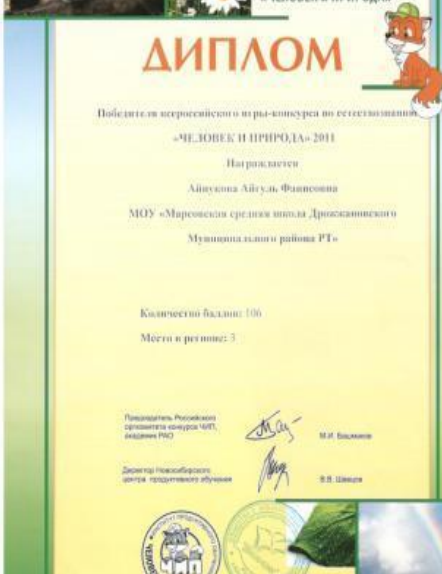 ДИПЛОМ
Победителя всероссийского игры-конкурса по естествознанию
«ЧЕЛОВЕК И ПРИРОДА» 2011
Награждается
Айнукова Айгуль Фанисовна
МОУ «Марсовская средняя школа Дрожжановского
Муниципального района РТ»
Количество баллов: 106
Место в регионе: 3
Председатель Российского
оргкомитета конкурса ЧИП,
академик РАО
М.И. Башмаков
Директор Новосибирского
центра продуктивного обучения
В.В. Швецов